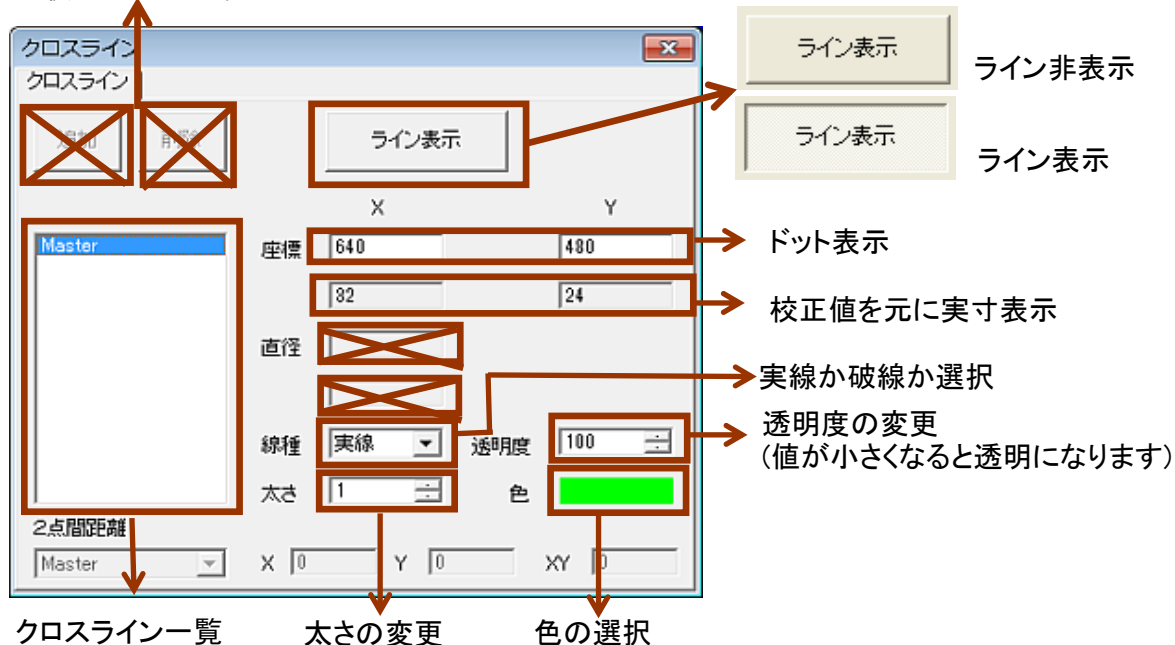 クロスライン
クロスライン
追加
削除
ライン表示
ライン表示
ライン非表示
ライン表示
ライン表示
X
Y
Master
座標
640
480
ドット表示
32
24
校正値を元に実寸表示
直径
実線か破線か選択
線種
実線
透明度
100
透明度の変更
(値が小さくなると透明になります)
太さ
1
色
2点間距離
Master
X
0
Y
0
XY
0
クロスライン一覧
太さの変更
色の選択